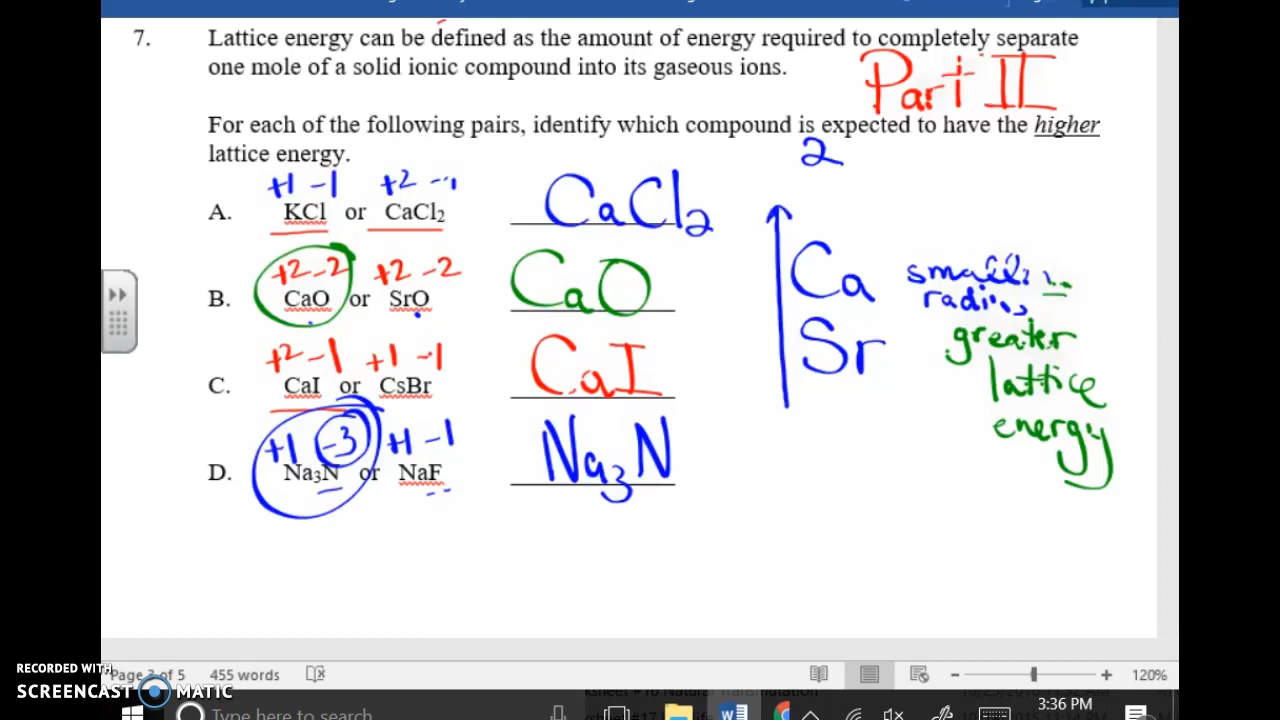 7. Lattice energy can be defined as the amount of energy required to completely separate
one mole of a solid ionic compound into its gaseous ions.
Part II
For each of the following pairs, identify which compound is expected to have the higher
lattice energy.
2
+1 -1 +2 -1
A. KCl or CaCl₂ CaCl₂
+2 -2 +2 -2
B. CaO or SrO CaO
Ca
Sr
radius
greater
lattice
energy
+2 -1 +1 -1
C. CaI or CsBr CaI
+1 -3 +1 -1
D. Na₃N or NaF Na₃N
Page 3 of 5 455 words 120%
RECORDED WITH
SCREENCAST MATIC
Type here to search
3:36 PM